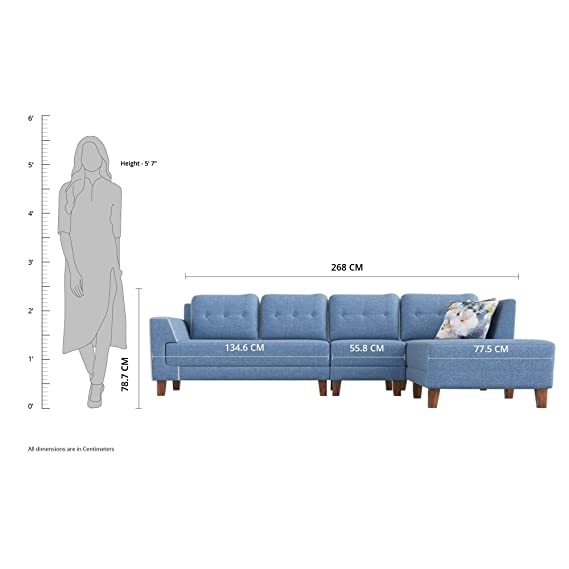 6'
5'
4'
3'
2'
1'
0'
Height - 5' 7"
78.7 CM
268 CM
134.6 CM
55.8 CM
77.5 CM
All dimensions are in Centimeters